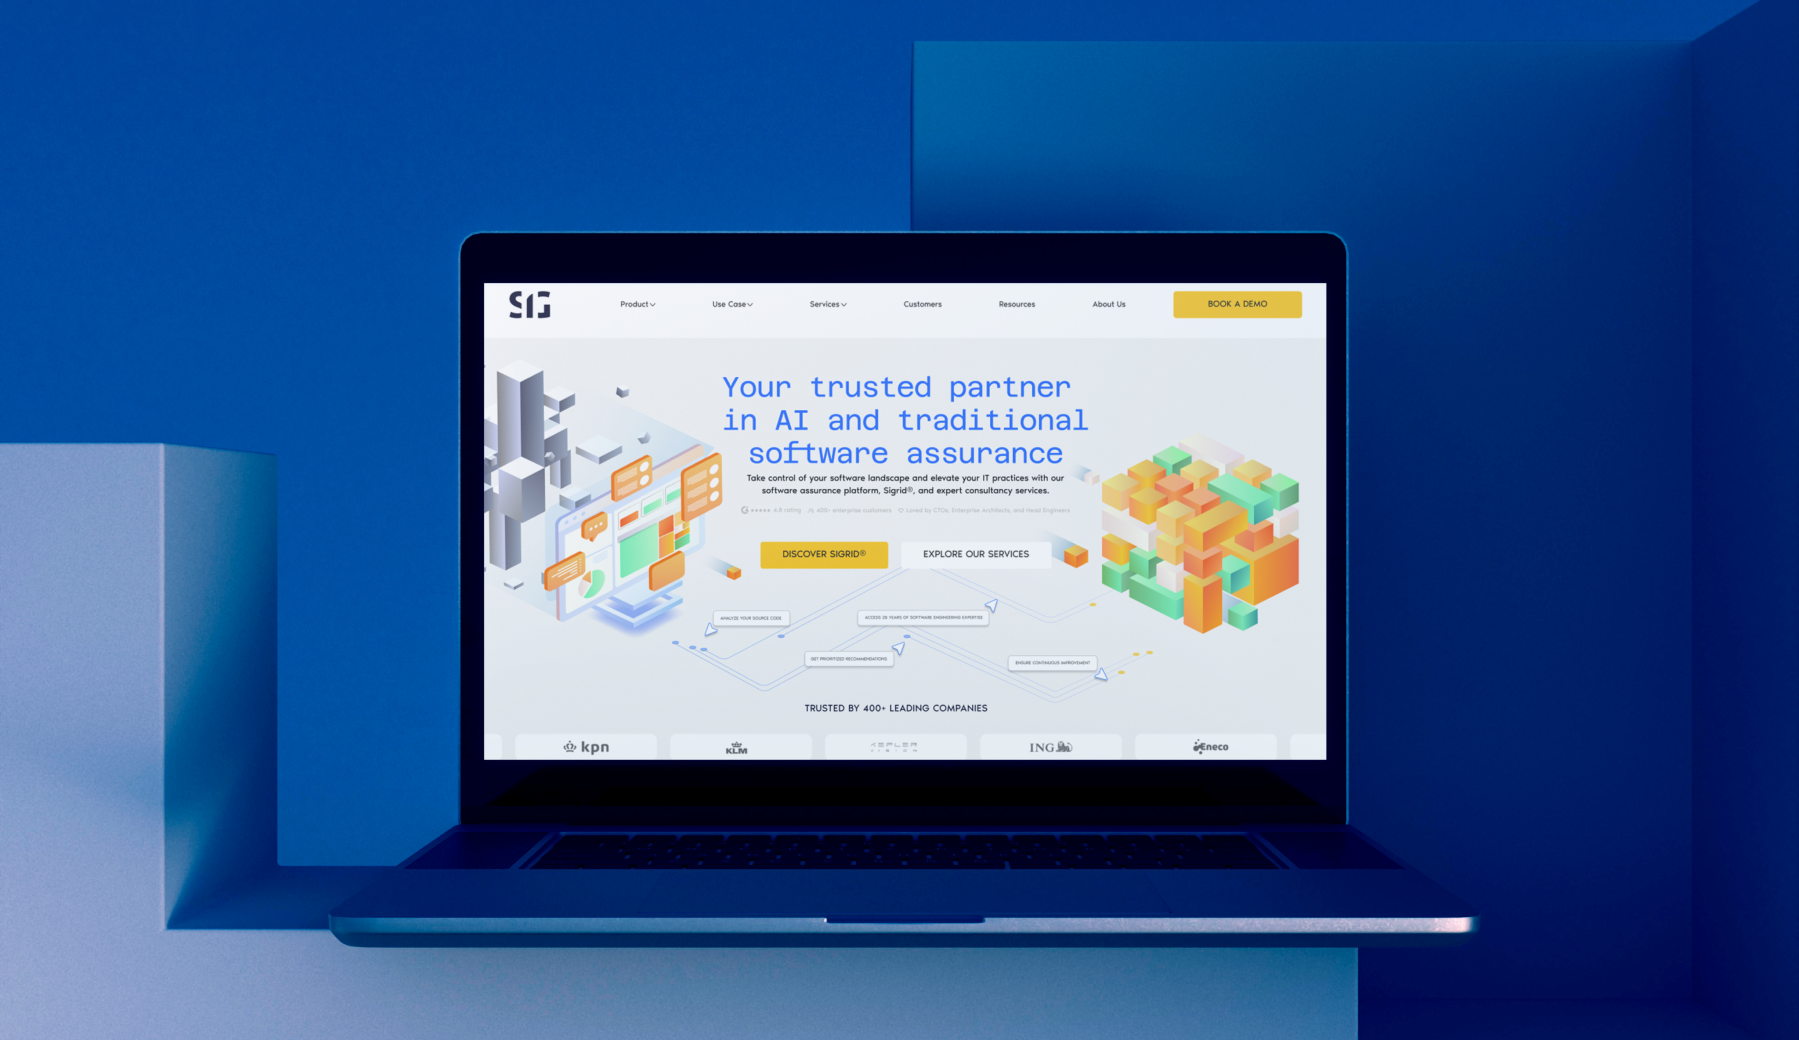 SIG
Product
Use Case
Services
Customers
Resources
About Us
BOOK A DEMO
Your trusted partner
in AI and traditional
software assurance
Take control of your software landscape and elevate your IT practices with our
software assurance platform, Sigrid®, and expert consultancy services.
4.8 rating 400+ enterprise customers Loved by CTOs, Enterprise Architects, and Head Engineers
DISCOVER SIGRID®
EXPLORE OUR SERVICES
ANALYZE YOUR SOURCE CODE
ACCESS 25 YEARS OF SOFTWARE ENGINEERING EXPERTISE
GET PRIORITIZED RECOMMENDATIONS
ENSURE CONTINUOUS IMPROVEMENT
TRUSTED BY 400+ LEADING COMPANIES
kpn
KLM
KEPLER
VISION
ING
Eneco